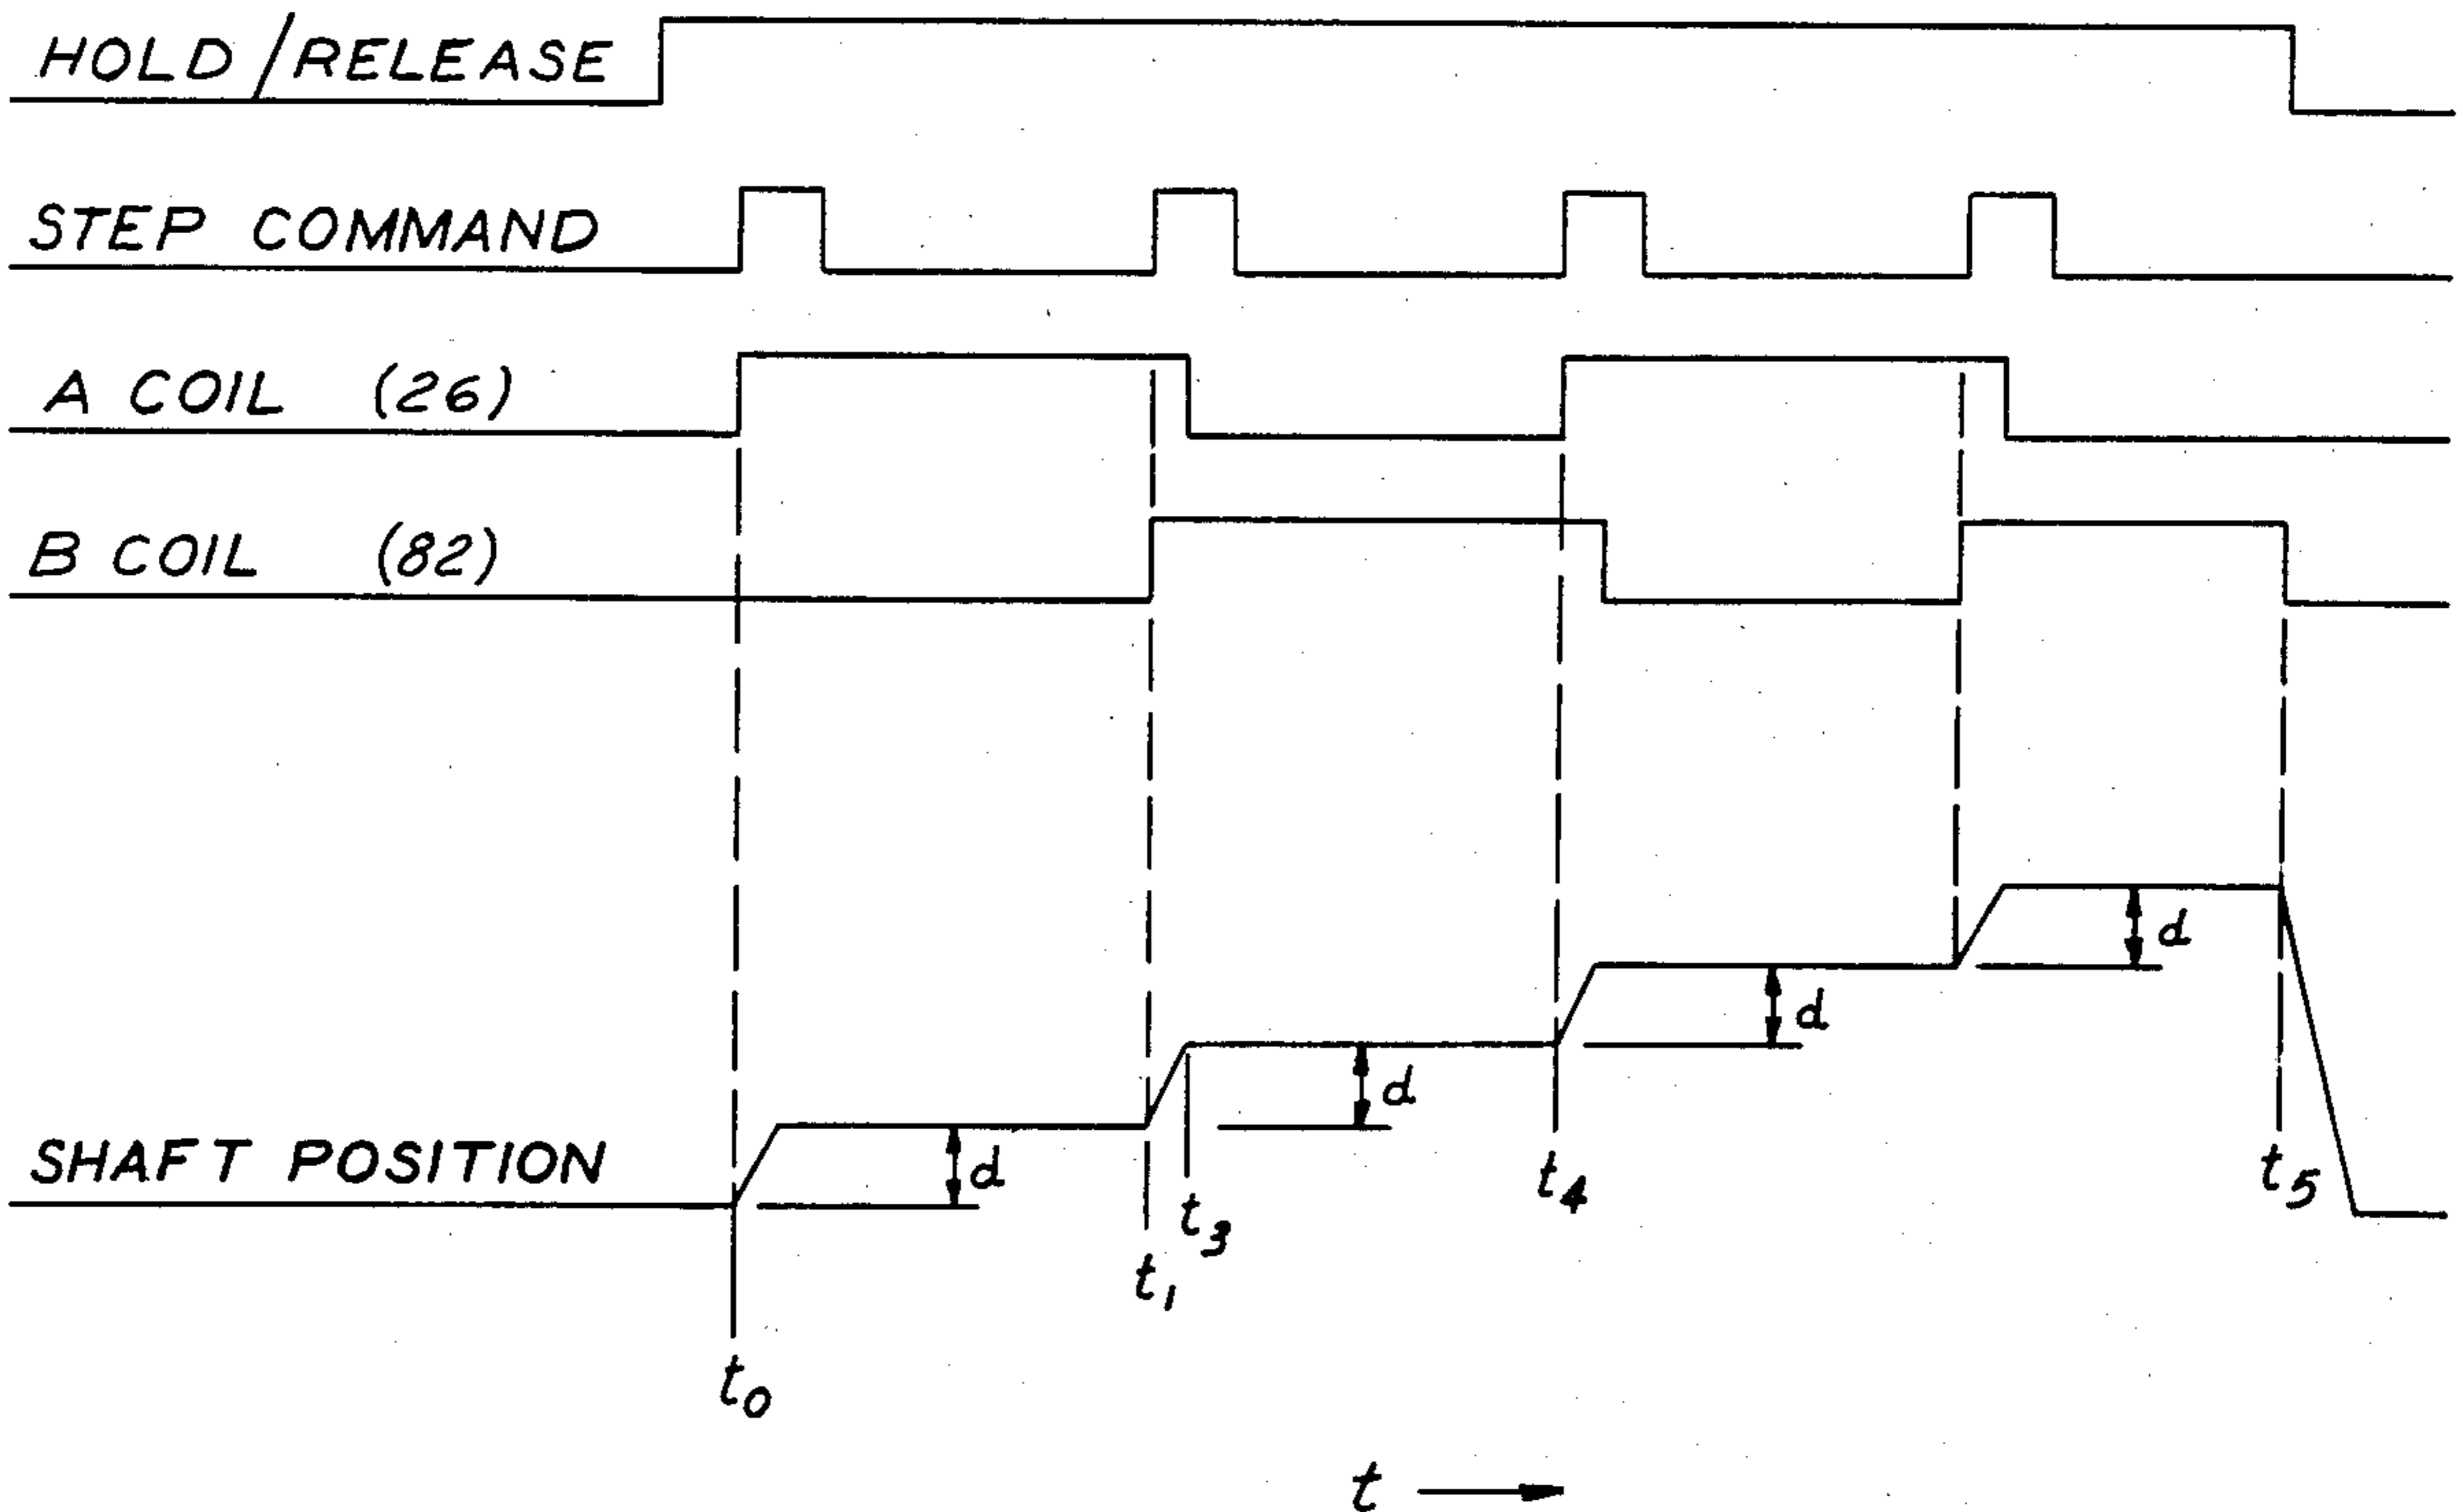 HOLD/RELEASE
STEP COMMAND
A COIL (26)
B COIL (82)
d
d
d
d
SHAFT POSITION
t₄
t₅
t₃
t₁
t₀
t